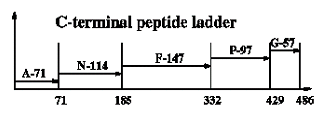 C-terminal peptide ladder
A-71 N-114 F-147 P-97 G-57
71 185 332 429 486